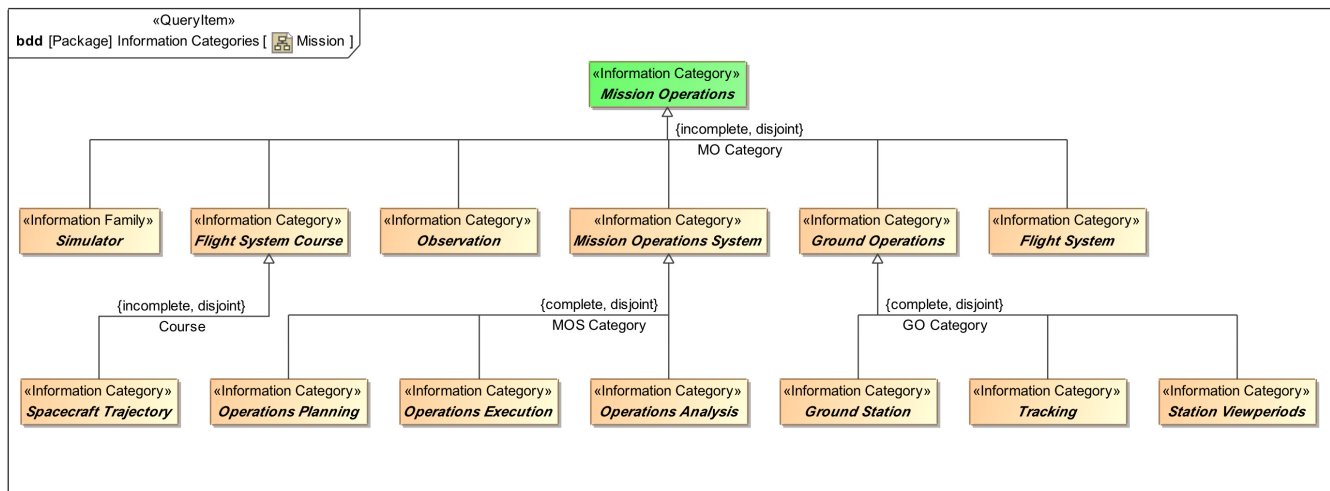 «QueryItem»
bdd [Package] Information Categories [ Mission ]
«Information Category»
Mission Operations
{incomplete, disjoint}
MO Category
«Information Family»
Simulator
«Information Category»
Flight System Course
«Information Category»
Observation
«Information Category»
Mission Operations System
«Information Category»
Ground Operations
«Information Category»
Flight System
{incomplete, disjoint}
Course
{complete, disjoint}
MOS Category
{complete, disjoint}
GO Category
«Information Category»
Spacecraft Trajectory
«Information Category»
Operations Planning
«Information Category»
Operations Execution
«Information Category»
Operations Analysis
«Information Category»
Ground Station
«Information Category»
Tracking
«Information Category»
Station Viewperiods